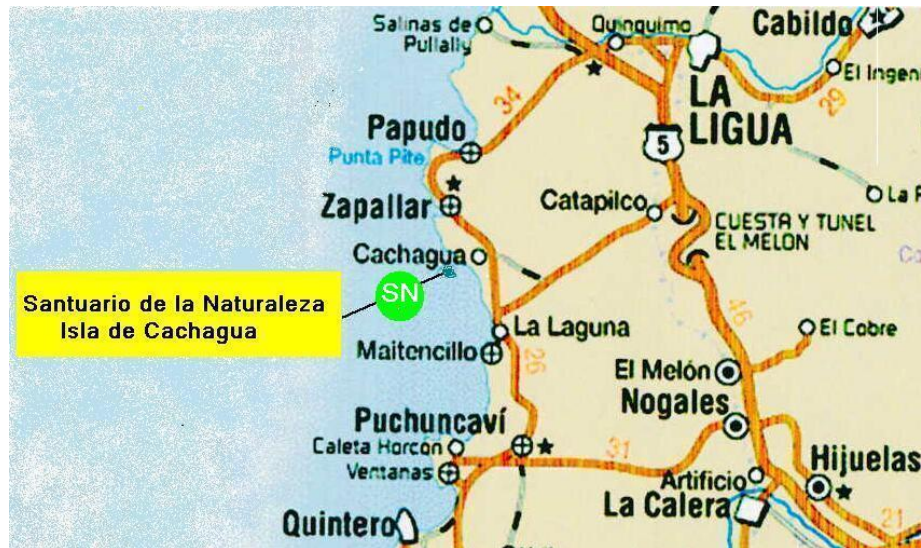 Salinas de
Pullally
Quinquimo
Cabildo
El Ingeni
LA
LIGUA
29
34
Papudo
5
Punta Pite
Zapallar
Catapilco
La
CUESTA Y TUNEL
EL MELON
Cachagua
SN
Santuario de la Naturaleza
Isla de Cachagua
46
La Laguna
El Cobre
Maitencillo
26
El Melón
Nogales
Puchuncaví
Caleta Horcón
31
Ventanas
Hijuelas
Artificio
La Calera
Quintero
21